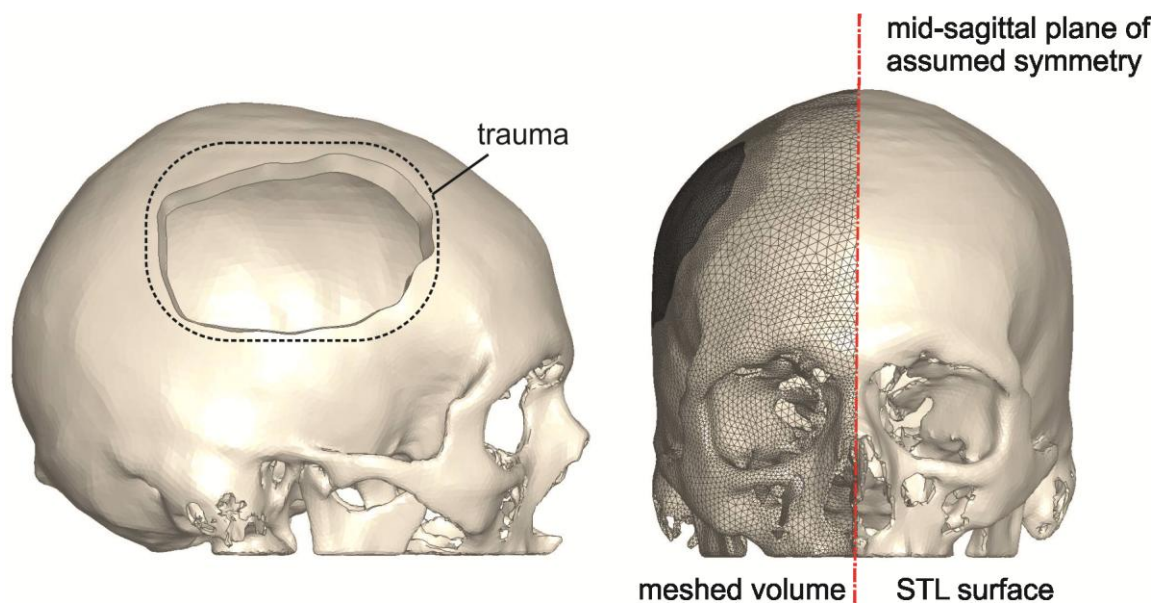 trauma
mid-sagittal plane of
assumed symmetry
meshed volume
STL surface